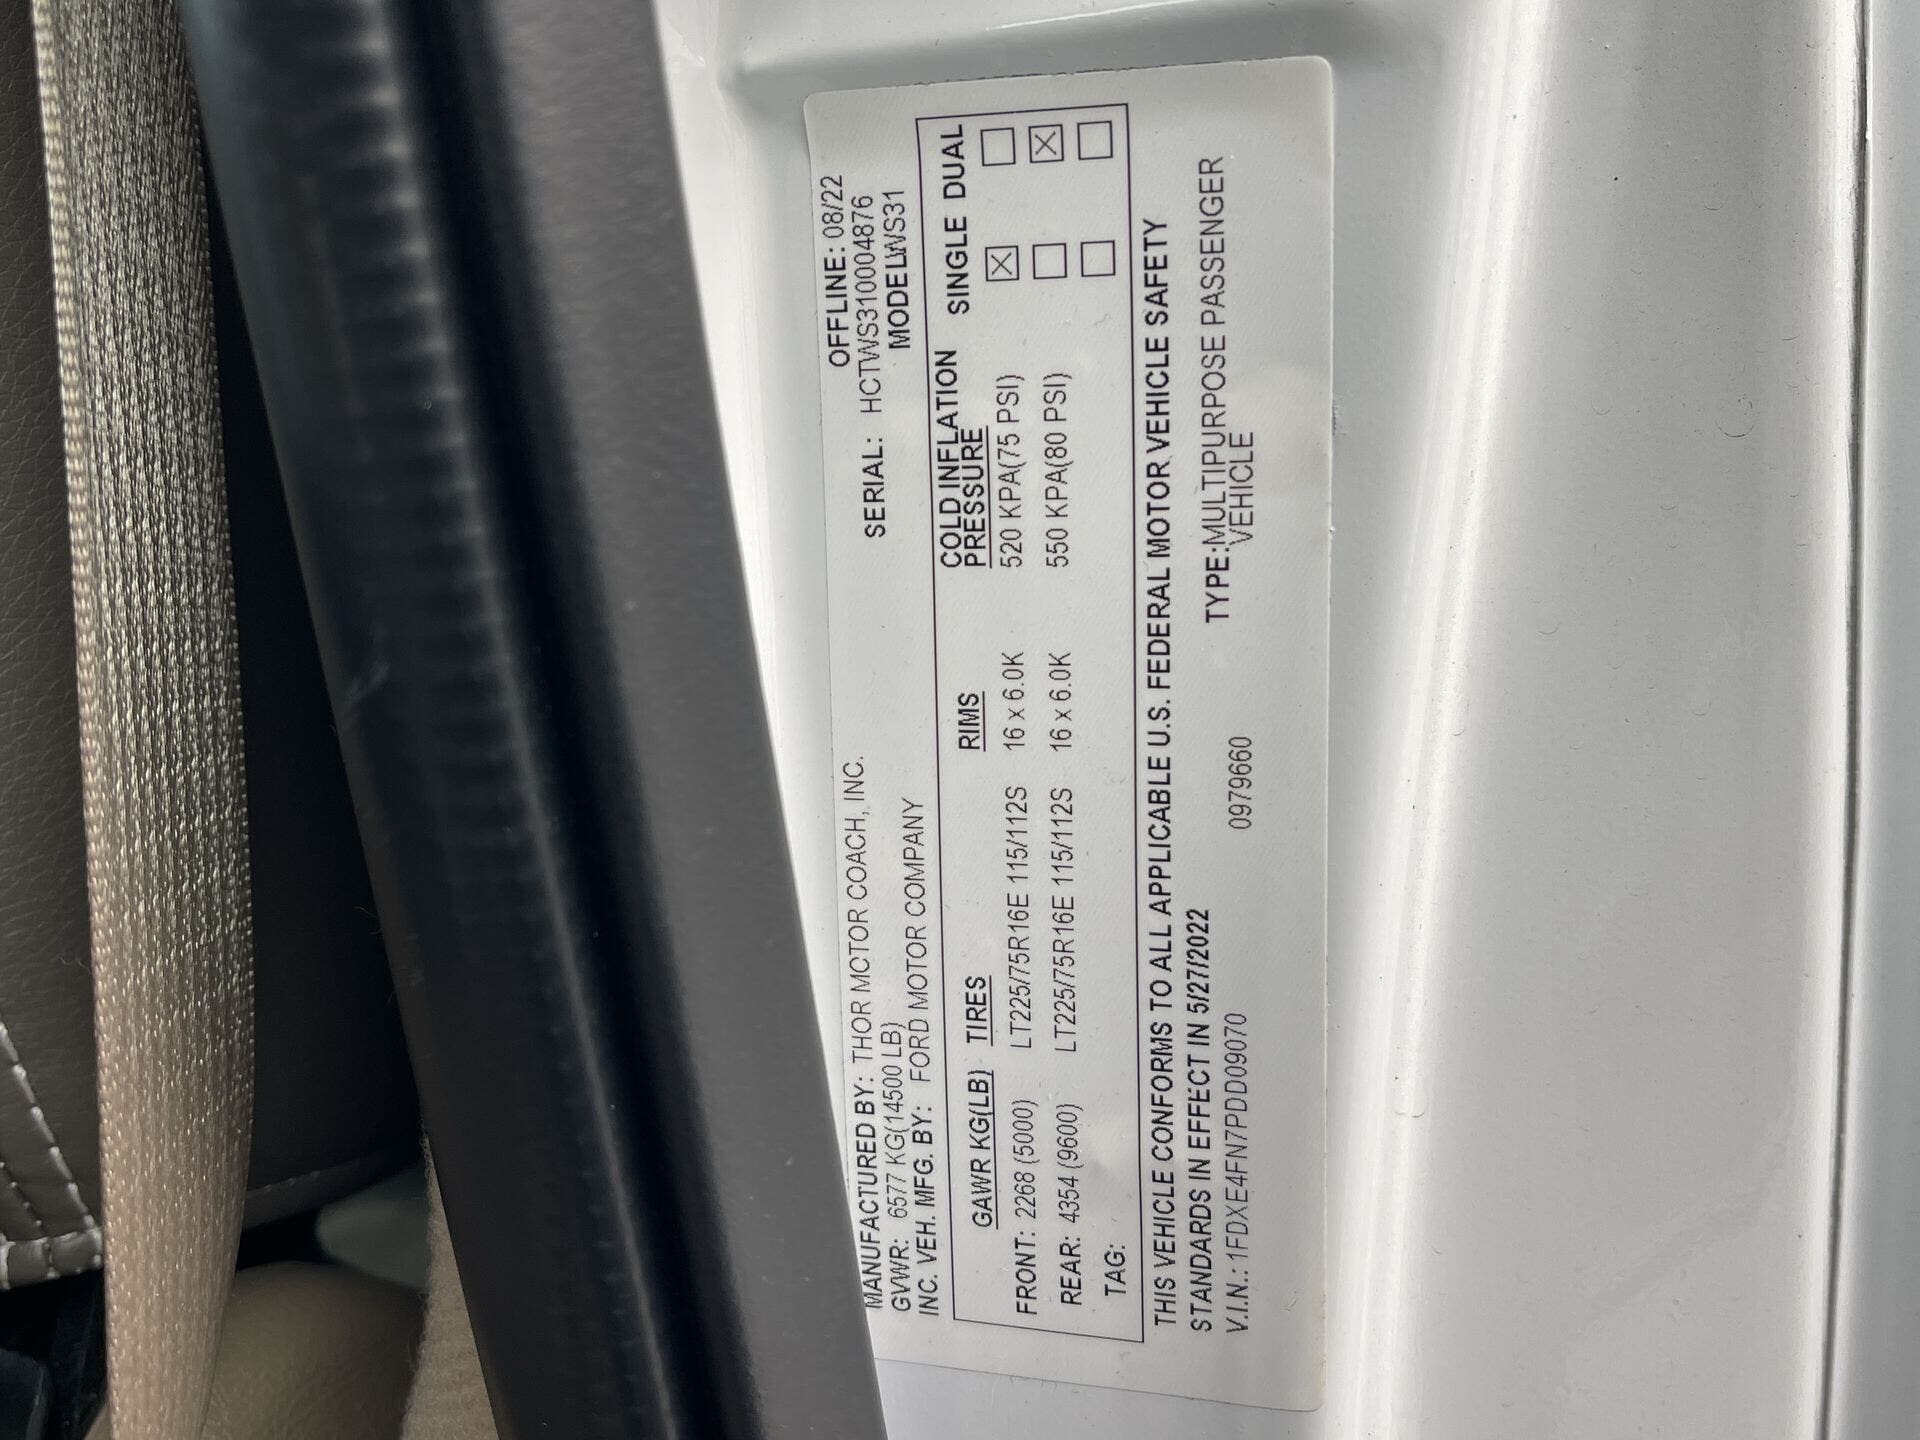 MANUFACTURED BY: THOR MOTOR COACH, INC. OFFLINE: 08/22
GVWR: 6577 KG(14500 LB) SERIAL: HCTWS310004876
INC. VEH. MFG. BY: FORD MOTOR COMPANY MODEL:WS31
GAWR KG(LB) TIRES RIMS COLD INFLATION PRESSURE SINGLE DUAL
FRONT: 2268 (5000) LT225/75R16E 115/112S 16 x 6.0K 520 KPA(75 PSI) ☒ ☐
REAR: 4354 (9600) LT225/75R16E 115/112S 16 x 6.0K 550 KPA(80 PSI) ☐ ☒
TAG: ☐ ☐
THIS VEHICLE CONFORMS TO ALL APPLICABLE U.S. FEDERAL MOTOR VEHICLE SAFETY
STANDARDS IN EFFECT IN 5/27/2022 TYPE:MULTIPURPOSE PASSENGER
V.I.N.: 1FDXE4FN7PDD09070 0979660 VEHICLE